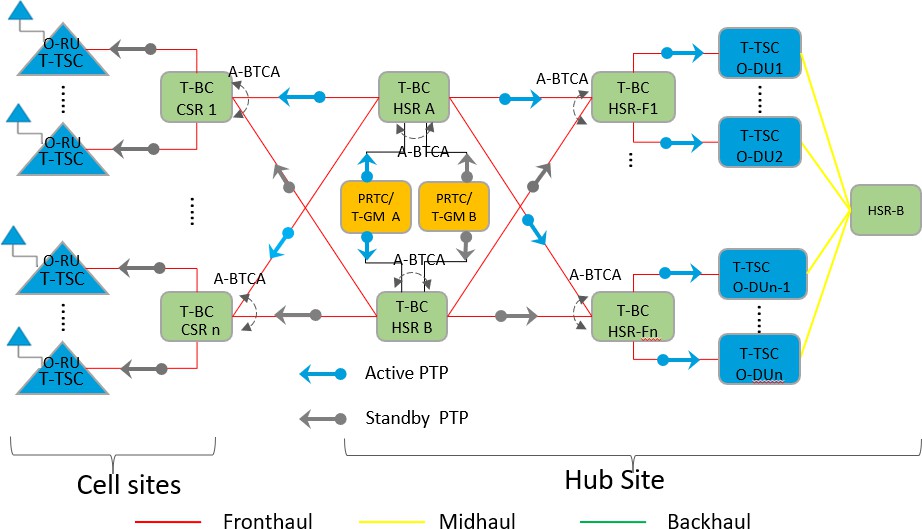 O-RU
T-TSC
O-RU
T-TSC
O-RU
T-TSC
O-RU
T-TSC
T-BC
CSR 1
A-BTCA
T-BC
CSR n
A-BTCA
T-BC
HSR A
A-BTCA
PRTC/
T-GM A
PRTC/
T-GM B
A-BTCA
T-BC
HSR B
A-BTCA
T-BC
HSR-F1
A-BTCA
T-BC
HSR-Fn
T-TSC
O-DU1
T-TSC
O-DU2
T-TSC
O-DUn-1
T-TSC
O-DUn
HSR-B
Active PTP
Standby PTP
Cell sites
Hub Site
Fronthaul
Midhaul
Backhaul